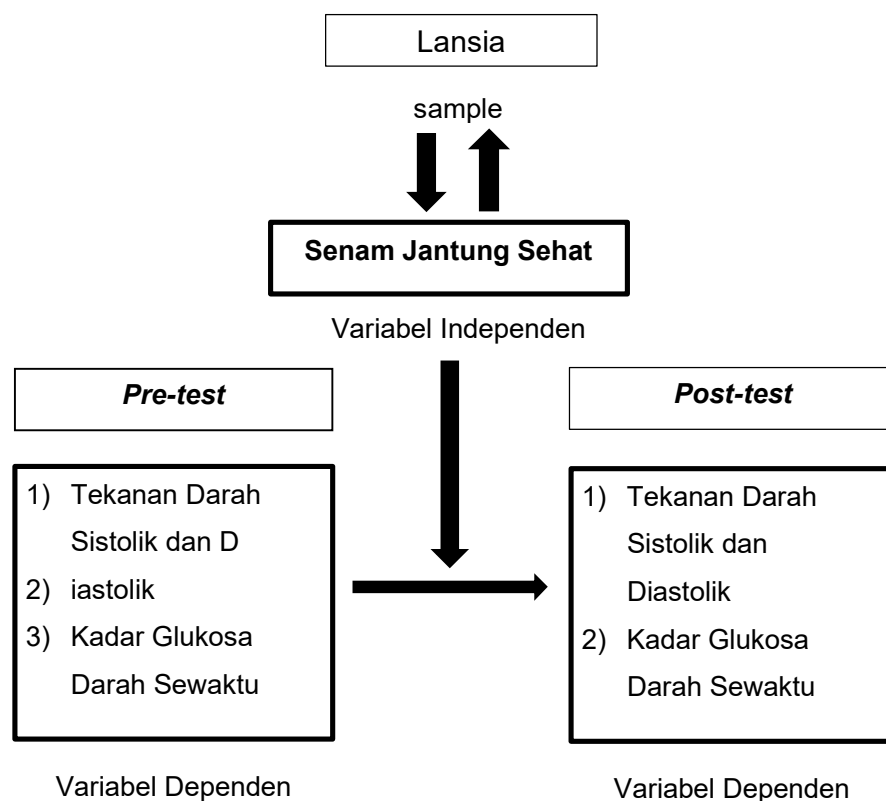 Lansia
sample
Senam Jantung Sehat
Variabel Independen
Pre-test
1) Tekanan Darah
Sistolik dan D
2) iastolik
3) Kadar Glukosa
Darah Sewaktu
Variabel Dependen
Post-test
1) Tekanan Darah
Sistolik dan
Diastolik
2) Kadar Glukosa
Darah Sewaktu
Variabel Dependen